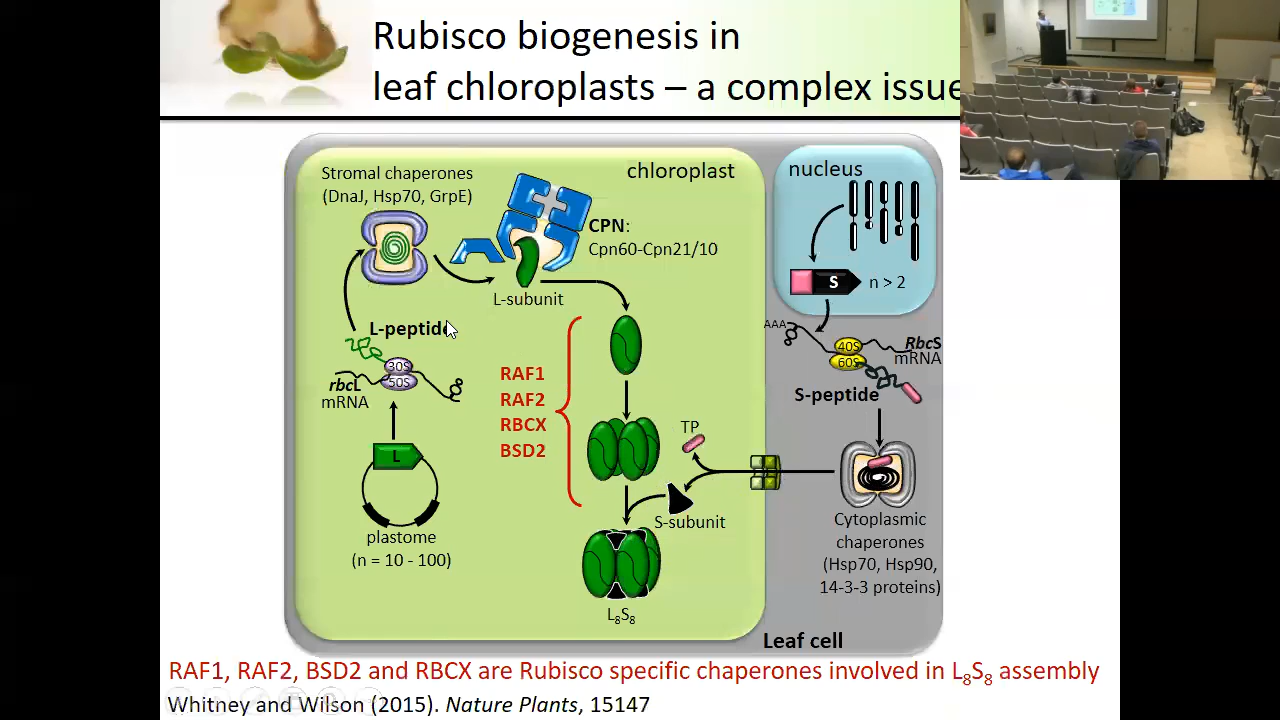 Rubisco biogenesis in
leaf chloroplasts – a complex issue
Stromal chaperones
(DnaJ, Hsp70, GrpE)
chloroplast
nucleus
CPN:
Cpn60-Cpn21/10
L-subunit
S
n > 2
L-peptide
30S
50S
rbcL
mRNA
AAA
40S
60S
RbcS
mRNA
S-peptide
RAF1
RAF2
RBCX
BSD2
TP
L
S-subunit
plastome
(n = 10 - 100)
Cytoplasmic
chaperones
(Hsp70, Hsp90,
14-3-3 proteins)
L8S8
Leaf cell
RAF1, RAF2, BSD2 and RBCX are Rubisco specific chaperones involved in L8S8 assembly
Whitney and Wilson (2015). Nature Plants, 15147